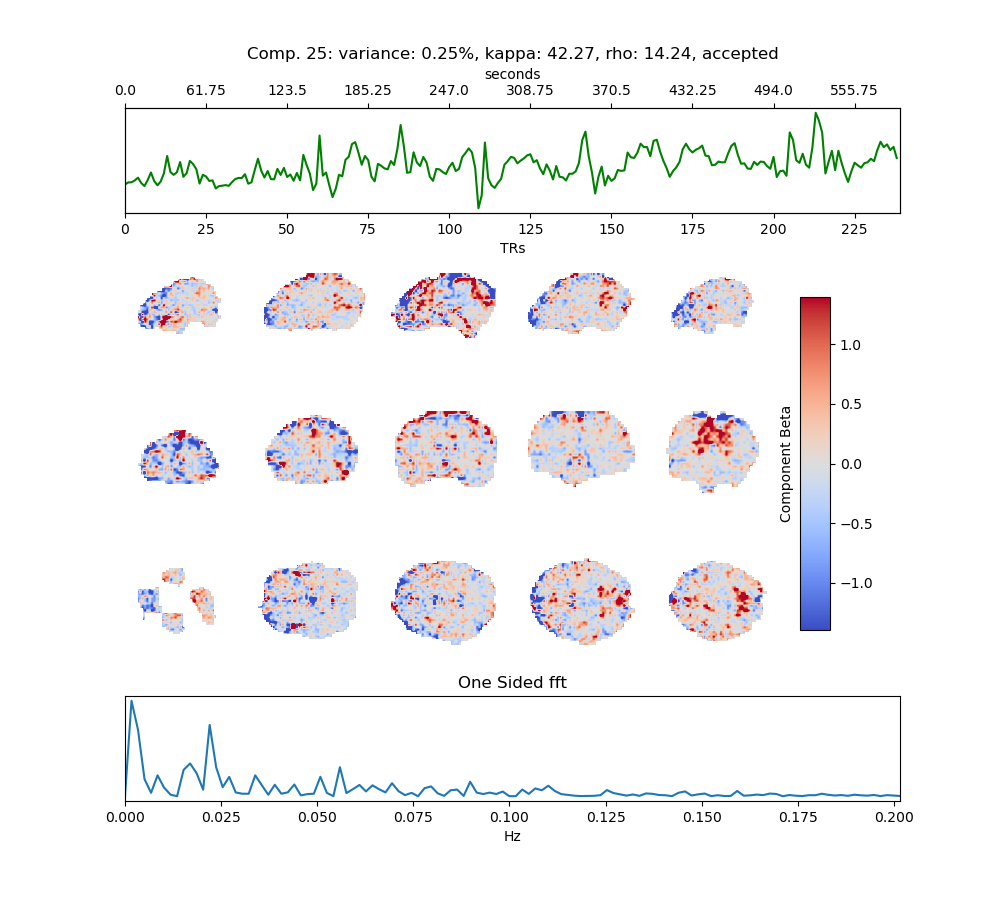 Comp. 25: variance: 0.25%, kappa: 42.27, rho: 14.24, accepted
seconds
0.0 61.75 123.5 185.25 247.0 308.75 370.5 432.25 494.0 555.75
0 25 50 75 100 125 150 175 200 225
TRs
1.0
0.5
0.0
−0.5
−1.0
Component Beta
One Sided fft
0.000 0.025 0.050 0.075 0.100 0.125 0.150 0.175 0.200
Hz